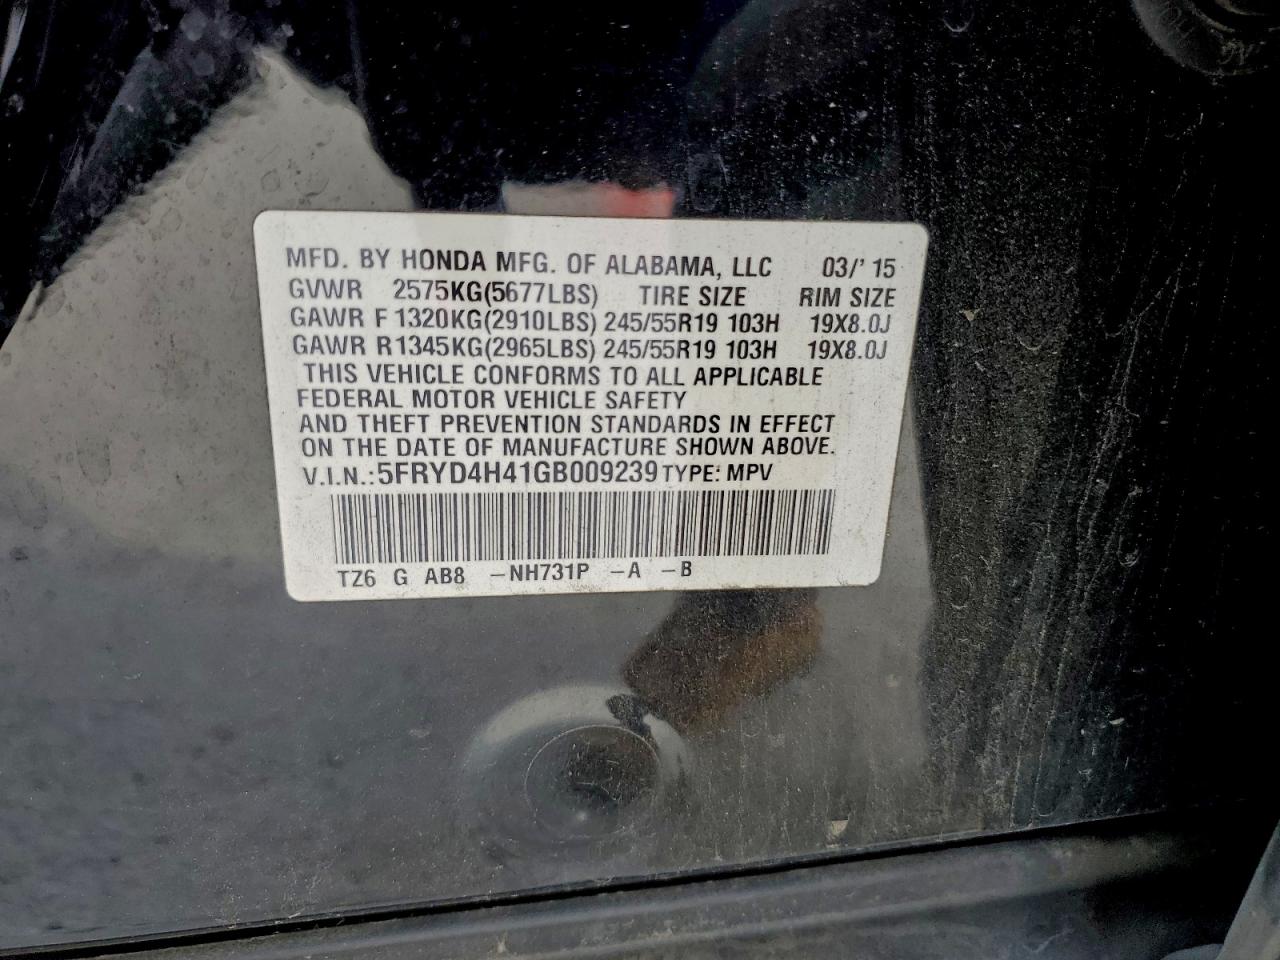 MFD. BY HONDA MFG. OF ALABAMA, LLC 03/' 15
GVWR 2575KG(5677LBS) TIRE SIZE RIM SIZE
GAWR F 1320KG(2910LBS) 245/55R19 103H 19X8.0J
GAWR R1345KG(2965LBS) 245/55R19 103H 19X8.0J
THIS VEHICLE CONFORMS TO ALL APPLICABLE
FEDERAL MOTOR VEHICLE SAFETY
AND THEFT PREVENTION STANDARDS IN EFFECT
ON THE DATE OF MANUFACTURE SHOWN ABOVE.
V.I.N.: 5FRYD4H41GB009239 TYPE: MPV
TZ6 G AB8 -NH731P -A -B